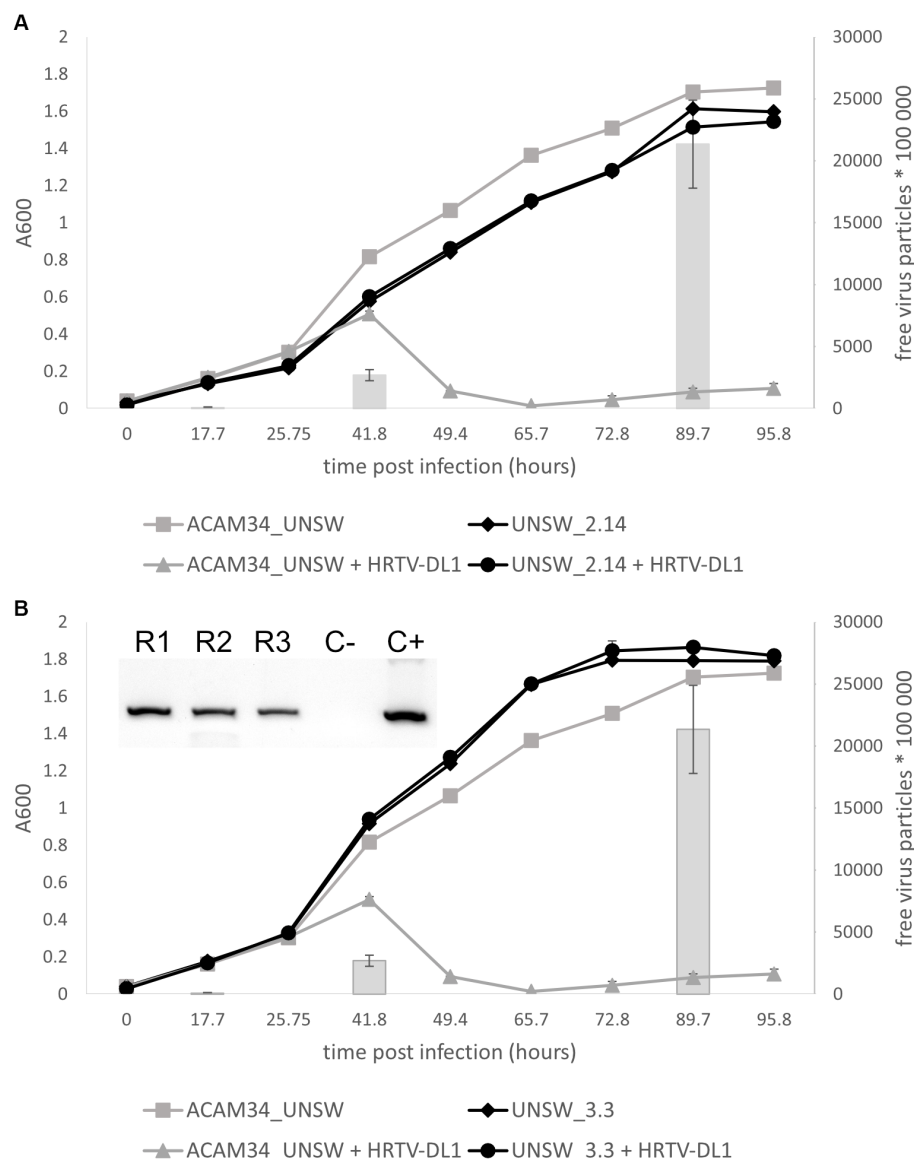 A
2
1.8
1.6
1.4
1.2
1
0.8
0.6
0.4
0.2
0
A600
30000
25000
20000
15000
10000
5000
0
free virus particles * 100 000
0 17.7 25.75 41.8 49.4 65.7 72.8 89.7 95.8
time post infection (hours)
ACAM34_UNSW UNSW_2.14
ACAM34_UNSW + HRTV-DL1 UNSW_2.14 + HRTV-DL1
B
R1 R2 R3 C- C+
2
1.8
1.6
1.4
1.2
1
0.8
0.6
0.4
0.2
0
A600
30000
25000
20000
15000
10000
5000
0
free virus particles * 100 000
0 17.7 25.75 41.8 49.4 65.7 72.8 89.7 95.8
time post infection (hours)
ACAM34_UNSW UNSW_3.3
ACAM34 UNSW + HRTV-DL1 UNSW 3.3 + HRTV-DL1